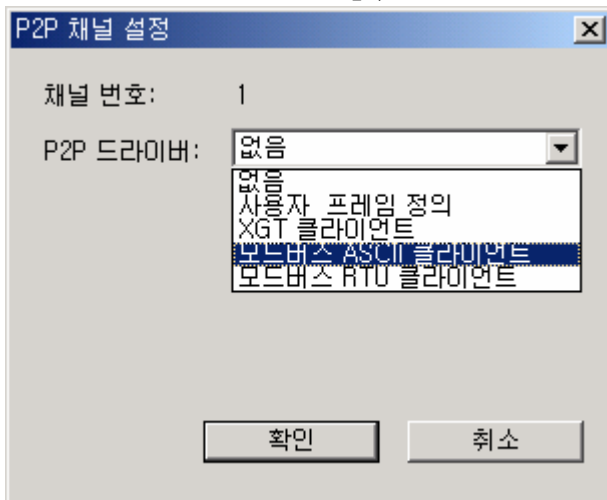 P2P 채널 설정
채널 번호: 1
P2P 드라이버: 없음
없음
사용자 프레임 정의
XGT 클라이언트
모드버스 ASCII 클라이언트
모드버스 RTU 클라이언트
확인 취소